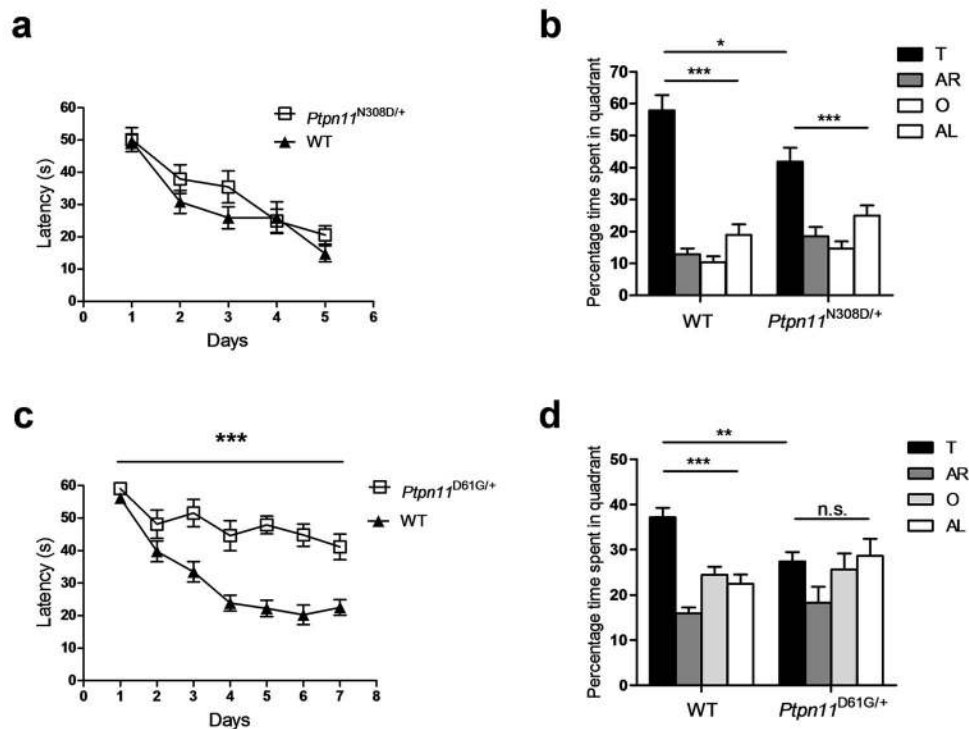 a
Ptpn11N308D/+
WT
Latency (s)
60
50
40
30
20
10
0
0 1 2 3 4 5 6
Days
b
*
***
***
T
AR
O
AL
Percentage time spent in quadrant
70
60
50
40
30
20
10
0
WT
Ptpn11N308D/+
c
***
Ptpn11D61G/+
WT
Latency (s)
60
40
20
0
0 1 2 3 4 5 6 7 8
Days
d
**
***
n.s.
T
AR
O
AL
Percentage time spent in quadrant
50
40
30
20
10
0
WT
Ptpn11D61G/+